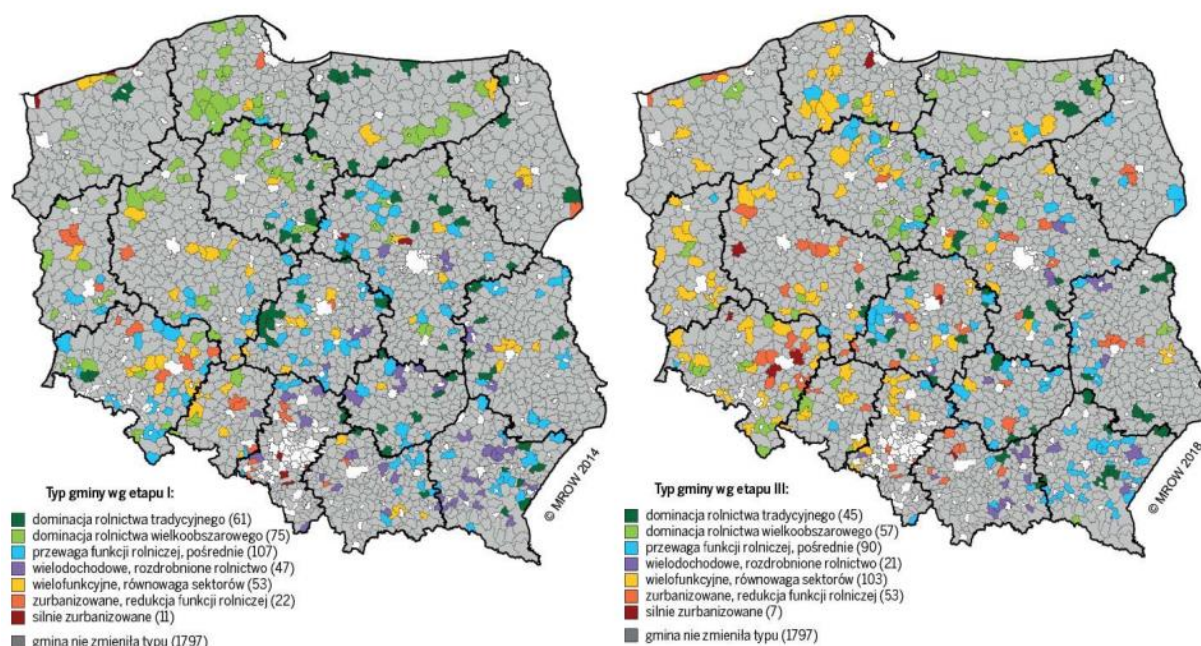 Typ gminy wg etapu I:
dominacja rolnictwa tradycyjnego (61)
dominacja rolnictwa wielkoobszarowego (75)
przewaga funkcji rolniczej, pośrednie (107)
wielodochodowe, rozdrobnione rolnictwo (47)
wielofunkcyjne, równowaga sektorów (53)
zurbanizowane, redukcja funkcji rolniczej (22)
silnie zurbanizowane (11)
gmina nie zmieniła typu (1797)
© MROW 2014
Typ gminy wg etapu III:
dominacja rolnictwa tradycyjnego (45)
dominacja rolnictwa wielkoobszarowego (57)
przewaga funkcji rolniczej, pośrednie (90)
wielodochodowe, rozdrobnione rolnictwo (21)
wielofunkcyjne, równowaga sektorów (103)
zurbanizowane, redukcja funkcji rolniczej (53)
silnie zurbanizowane (7)
gmina nie zmieniła typu (1797)
© MROW 2018